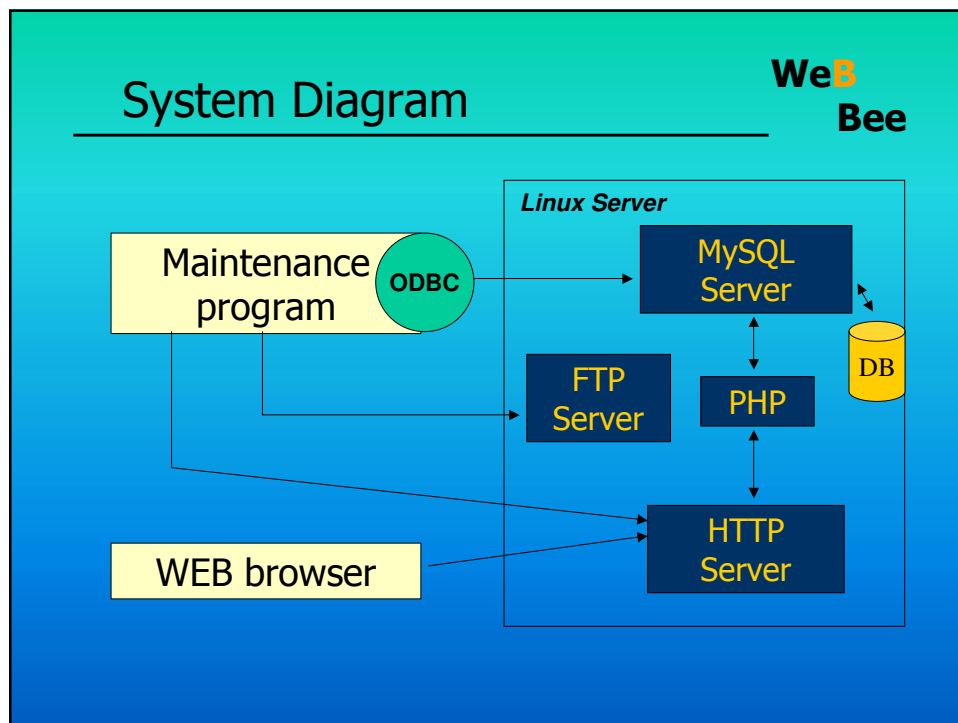 System Diagram
WeB
Bee
Linux Server
Maintenance
program
ODBC
MySQL
Server
DB
FTP
Server
PHP
HTTP
Server
WEB browser